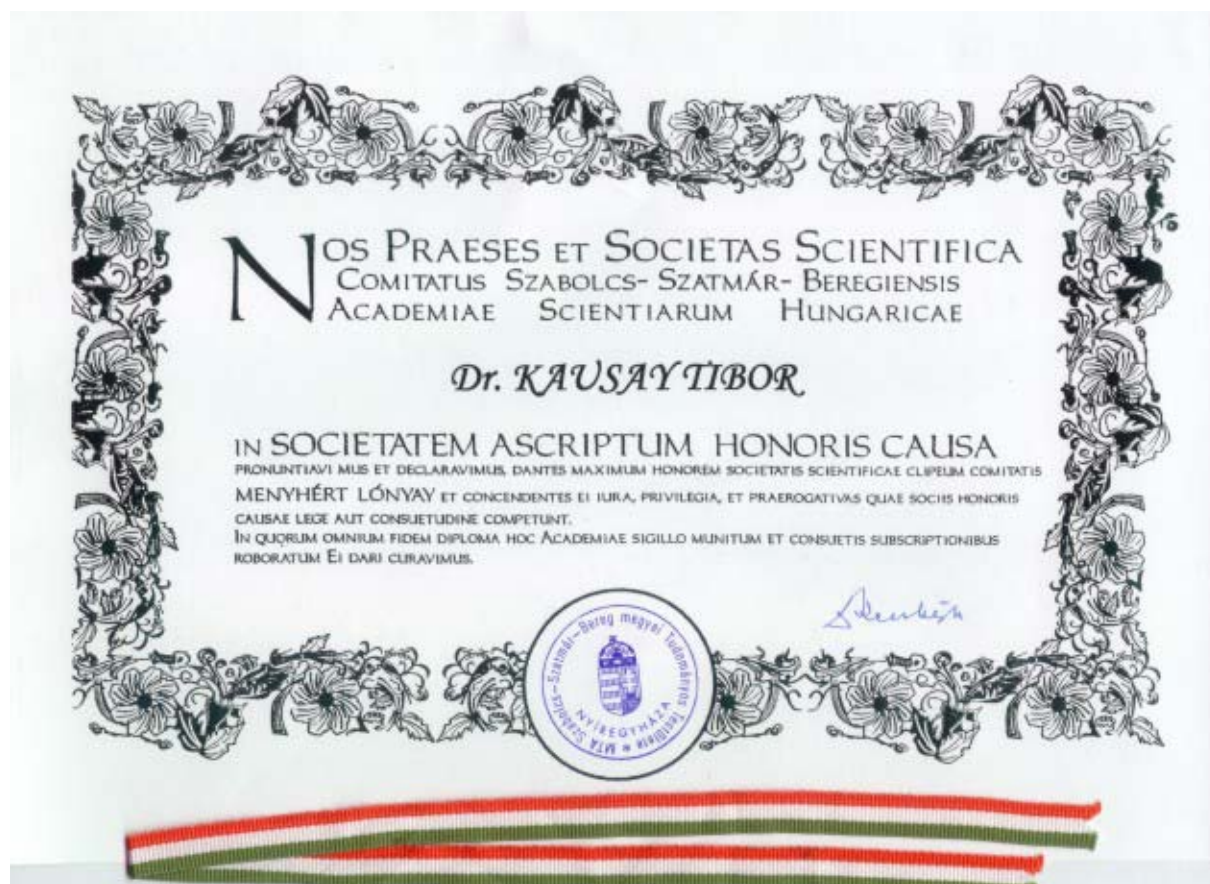 NOS PRAESES ET SOCIETAS SCIENTIFICA
COMITATUS SZABOLCS- SZATMÁR- BEREGIENSIS
ACADEMIAE SCIENTIARUM HUNGARICAE
Dr. KAUSAY TIBOR
IN SOCIETATEM ASCRIPTUM HONORIS CAUSA
PRONUNTIAVI MUS ET DECLARAVIMUS, DANTES MAXIMUM HONOREM SOCIETATIS SCIENTIFICAE CLIPEUM COMITATIS
MENYHÉRT LÓNYAY ET CONCENDENTES EI IURA, PRIVILEGIA, ET PRAEROGATIVAS QUAE SOCIIS HONORIS
CAUSAE LEGE AUT CONSUETUDINE COMPETUNT.
IN QUORUM OMNIUM FIDEM DIPLOMA HOC ACADEMIAE SIGILLO MUNITUM ET CONSUETIS SUBSCRIPTIONIBUS
ROBORATUM EI DARI CURAVIMUS.
MTA Szabolcs-Szatmár-Bereg megyei Tudományos Testülete *
NYÍREGYHÁZA